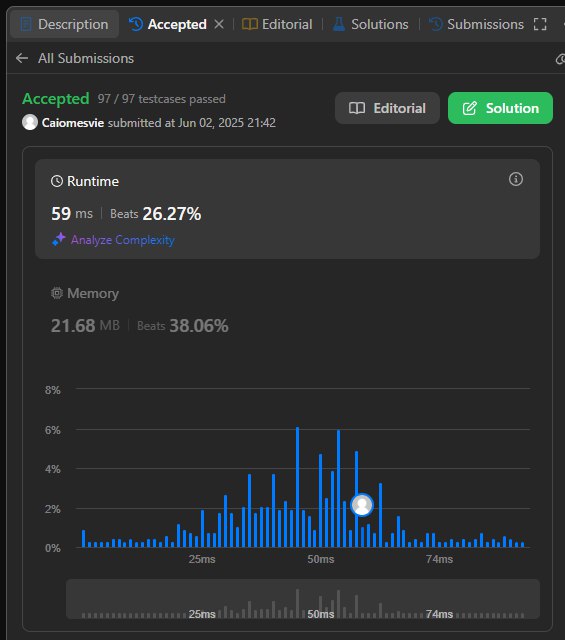 Description Accepted Editorial Solutions Submissions
All Submissions
Accepted 97 / 97 testcases passed
Caiomesvie submitted at Jun 02, 2025 21:42
Editorial
Solution
Runtime
59 ms | Beats 26.27%
Analyze Complexity
Memory
21.68 MB | Beats 38.06%
8%
6%
4%
2%
0%
25ms 50ms 74ms
25ms 50ms 74ms